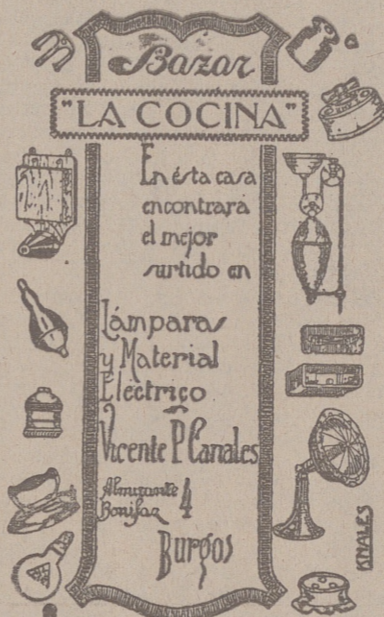 Bazar
"LA COCINA"
En ésta casa
encontrara
el mejor
surtido en
Lámparas
y Material
Eléctrico
Vicente P Canales
Almirante
Bonifaz 4
Burgos
KNALES